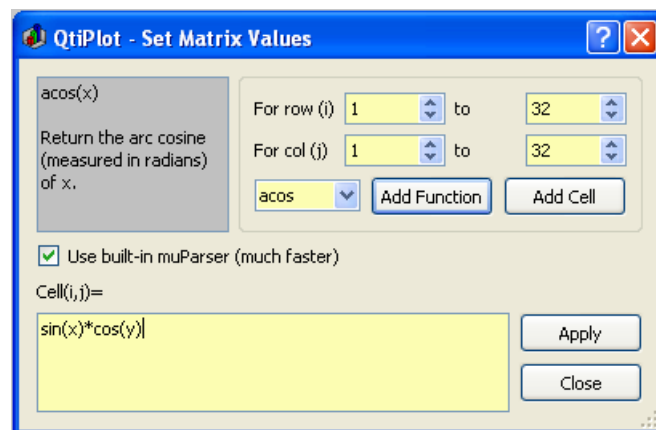 QtiPlot - Set Matrix Values
acos(x)
Return the arc cosine
(measured in radians)
of x.
For row (i) 1 to 32
For col (j) 1 to 32
acos Add Function Add Cell
Use built-in muParser (much faster)
Cell(i,j)=
sin(x)*cos(y)
Apply
Close